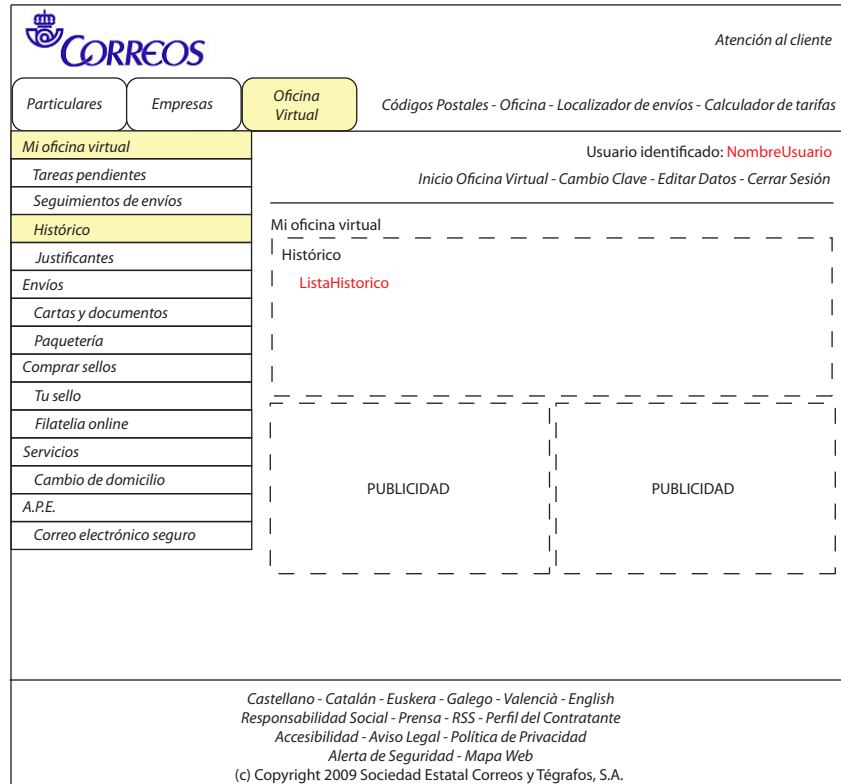 CORREOS
Atención al cliente
Particulares
Empresas
Oficina
Virtual
Códigos Postales - Oficina - Localizador de envíos - Calculador de tarifas
Mi oficina virtual
Tareas pendientes
Seguimientos de envíos
Histórico
Justificantes
Envíos
Cartas y documentos
Paquetería
Comprar sellos
Tu sello
Filatelia online
Servicios
Cambio de domicilio
A.P.E.
Correo electrónico seguro
Usuario identificado: NombreUsuario
Inicio Oficina Virtual - Cambio Clave - Editar Datos - Cerrar Sesión
Mi oficina virtual
Histórico
ListaHistorico
PUBLICIDAD
PUBLICIDAD
Castellano - Catalán - Euskera - Galego - Valencià - English
Responsabilidad Social - Prensa - RSS - Perfil del Contratante
Accesibilidad - Aviso Legal - Política de Privacidad
Alerta de Seguridad - Mapa Web
(c) Copyright 2009 Sociedad Estatal Correos y Tégrafos, S.A.